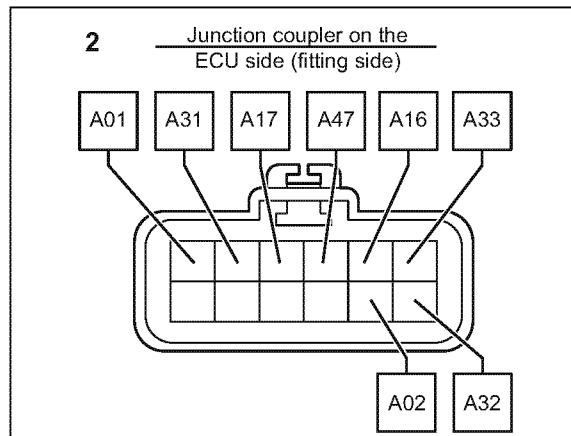 2
Junction coupler on the
ECU side (fitting side)
A01 A31 A17 A47 A16 A33
A02 A32